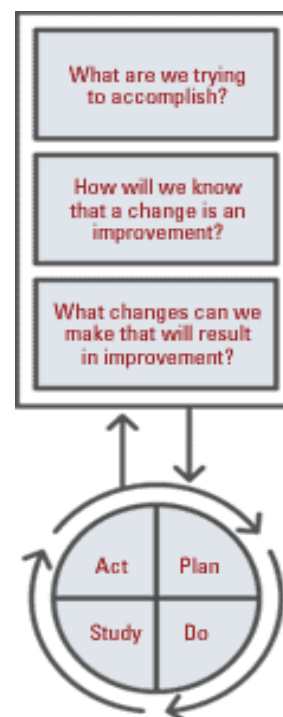 What are we trying
to accomplish?
How will we know
that a change is an
improvement?
What changes can we
make that will result
in improvement?
Act
Plan
Study
Do